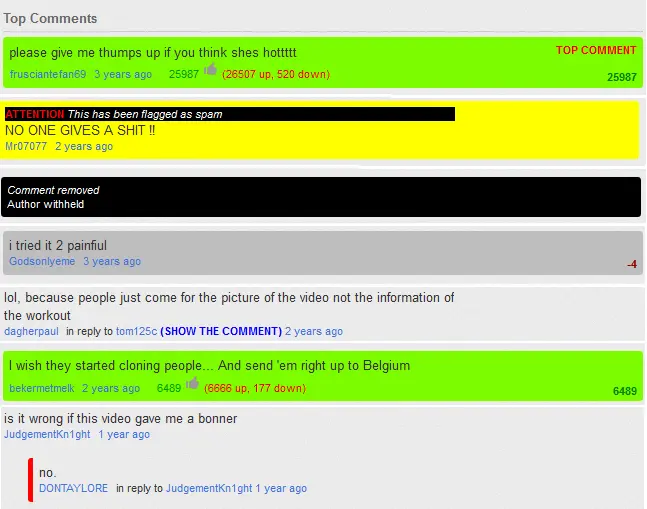 Top Comments
please give me thumps up if you think shes hottttt
TOP COMMENT
frusciantefan69 3 years ago 25987 (26507 up, 520 down)
25987
ATTENTION This has been flagged as spam
NO ONE GIVES A SHIT !!
Mr07077 2 years ago
Comment removed
Author withheld
i tried it 2 painfiul
Godsonlyeme 3 years ago
-4
lol, because people just come for the picture of the video not the information of
the workout
dagherpaul in reply to tom125c (SHOW THE COMMENT) 2 years ago
I wish they started cloning people... And send 'em right up to Belgium
bekermetmelk 2 years ago 6489 (6666 up, 177 down)
6489
is it wrong if this video gave me a bonner
JudgementKn1ght 1 year ago
no.
DONTAYLORE in reply to JudgementKn1ght 1 year ago